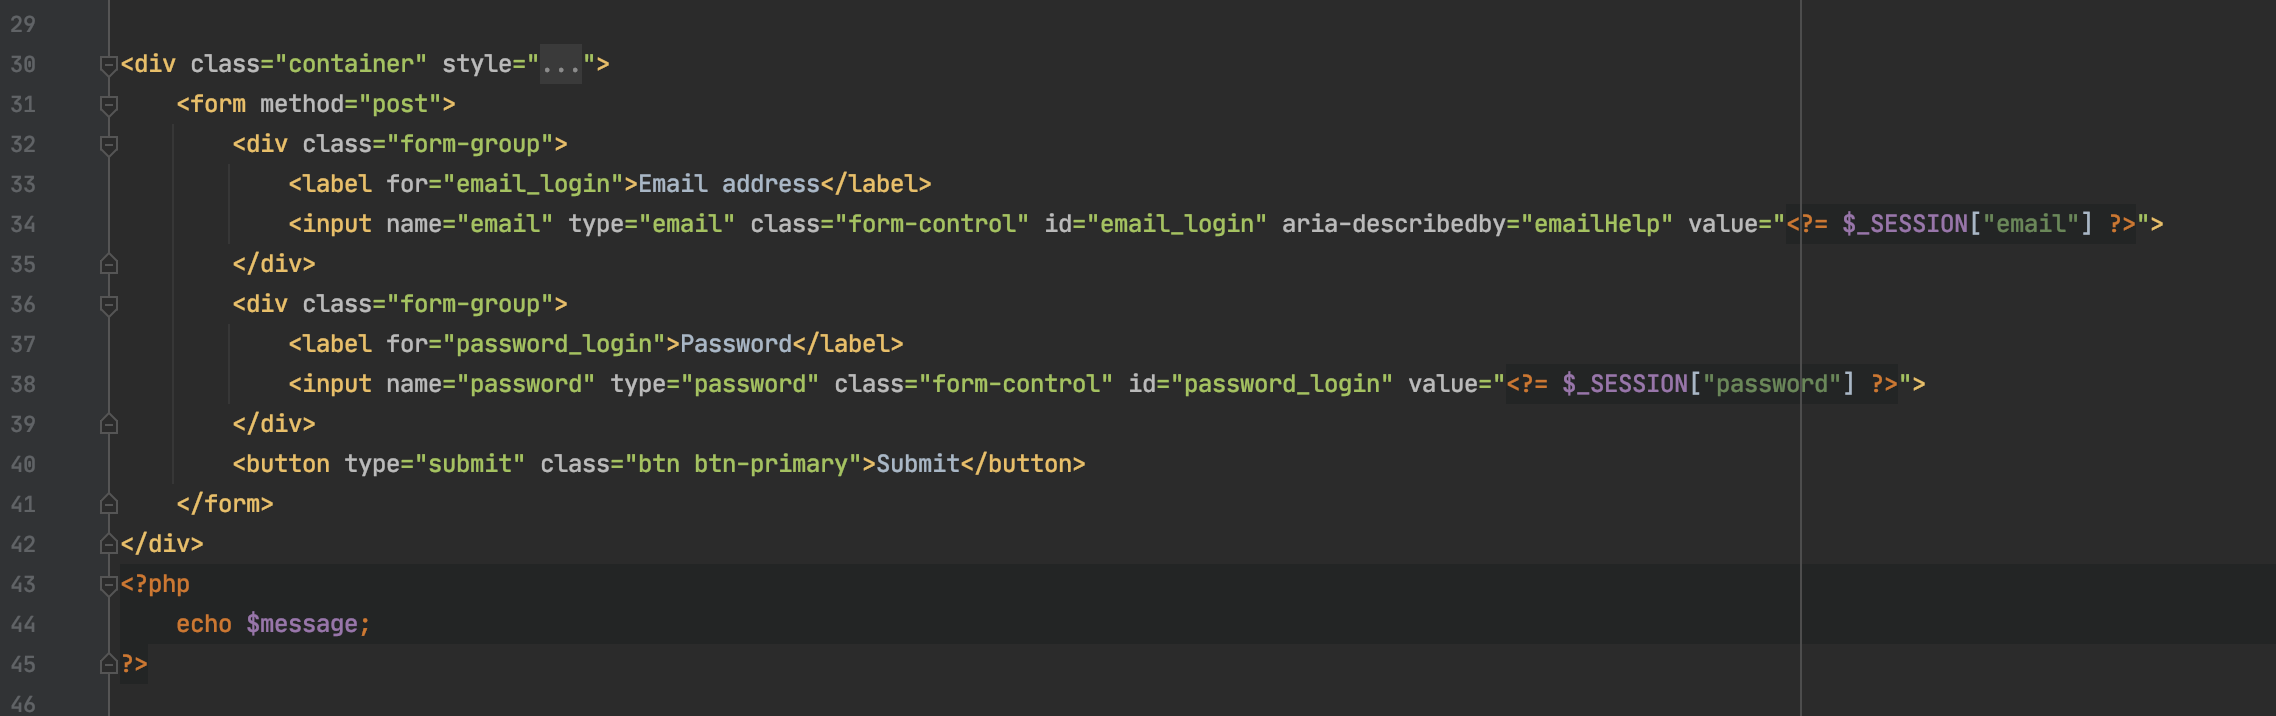 29
30 <div class="container" style="...">
31 <form method="post">
32 <div class="form-group">
33 <label for="email_login">Email address</label>
34 <input name="email" type="email" class="form-control" id="email_login" aria-describedby="emailHelp" value="<?= $_SESSION["email"] ?>">
35 </div>
36 <div class="form-group">
37 <label for="password_login">Password</label>
38 <input name="password" type="password" class="form-control" id="password_login" value="<?= $_SESSION["password"] ?>">
39 </div>
40 <button type="submit" class="btn btn-primary">Submit</button>
41 </form>
42 </div>
43 <?php
44 echo $message;
45 ?>
46